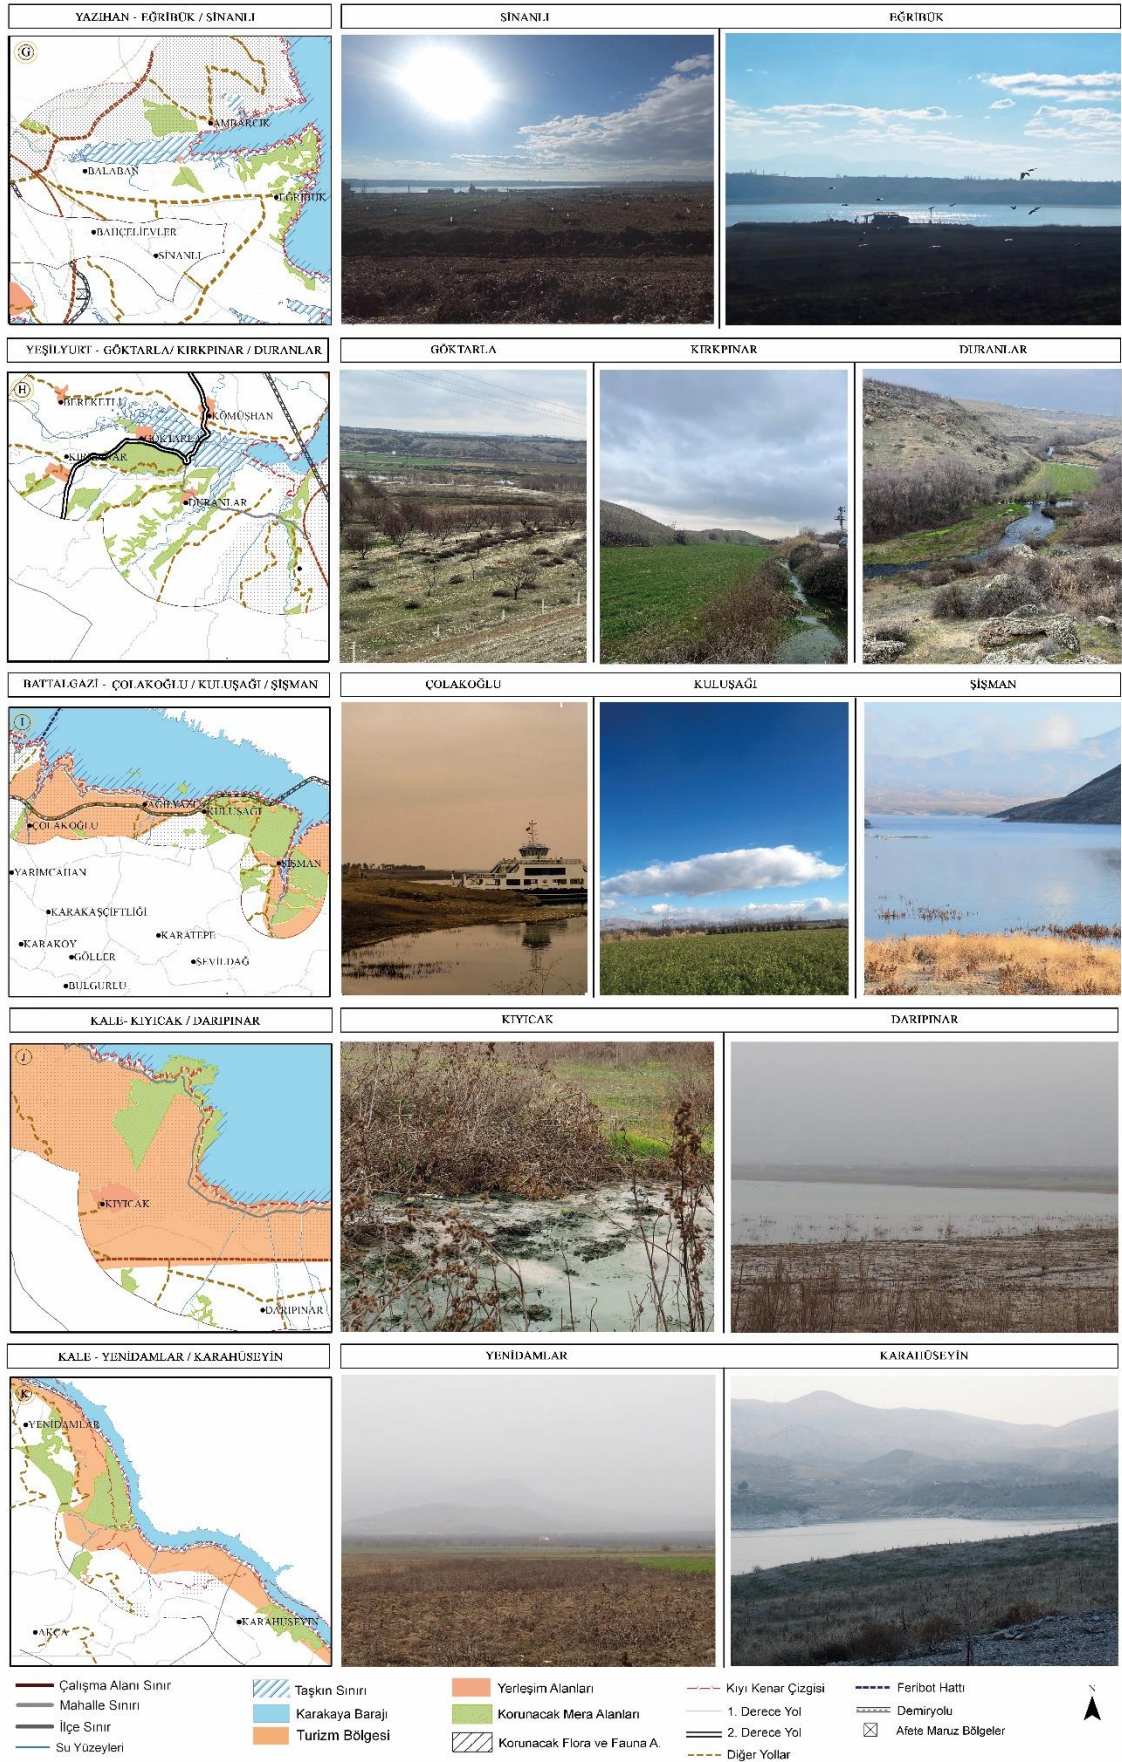 YAZIHAN - EĞRİBÜK / SİNANLI
SİNANLI
EĞRİBÜK
G
AMBARCIK
BALABAN
EĞRİBÜK
BAHÇELİEVLER
SİNANLI
YEŞİLYURT - GÖKTARLA/ KIRKPINAR / DURANLAR
GÖKTARLA
KIRKPINAR
DURANLAR
H
BEREKETLİ
KÖMÜŞHAN
GÖKTARLA
KIRKPINAR
DURANLAR
BATTALGAZİ - ÇOLAKOĞLU / KULUŞAĞI / ŞİŞMAN
ÇOLAKOĞLU
KULUŞAĞI
ŞİŞMAN
I
AĞILYAZI
KULUŞAĞI
ÇOLAKOĞLU
ŞİŞMAN
YARIMCAHAN
KARAKAŞÇİFTLİĞİ
KARATEPE
KARAKÖY
GÖLLER
ŞEVİLDAĞ
BULGURLU
KALE- KIYICAK / DARIPINAR
KIYICAK
DARIPINAR
J
KIYICAK
DARIPINAR
KALE - YENİDAMLAR / KARAHÜSEYİN
YENİDAMLAR
KARAHÜSEYİN
K
YENİDAMLAR
KARAHÜSEYİN
AKÇA
Çalışma Alanı Sınır
Mahalle Sınırı
İlçe Sınır
Su Yüzeyleri
Taşkın Sınırı
Karakaya Barajı
Turizm Bölgesi
Yerleşim Alanları
Korunacak Mera Alanları
Korunacak Flora ve Fauna A.
Kıyı Kenar Çizgisi
1. Derece Yol
2. Derece Yol
Diğer Yollar
Feribot Hattı
Demiryolu
Afete Maruz Bölgeler
N